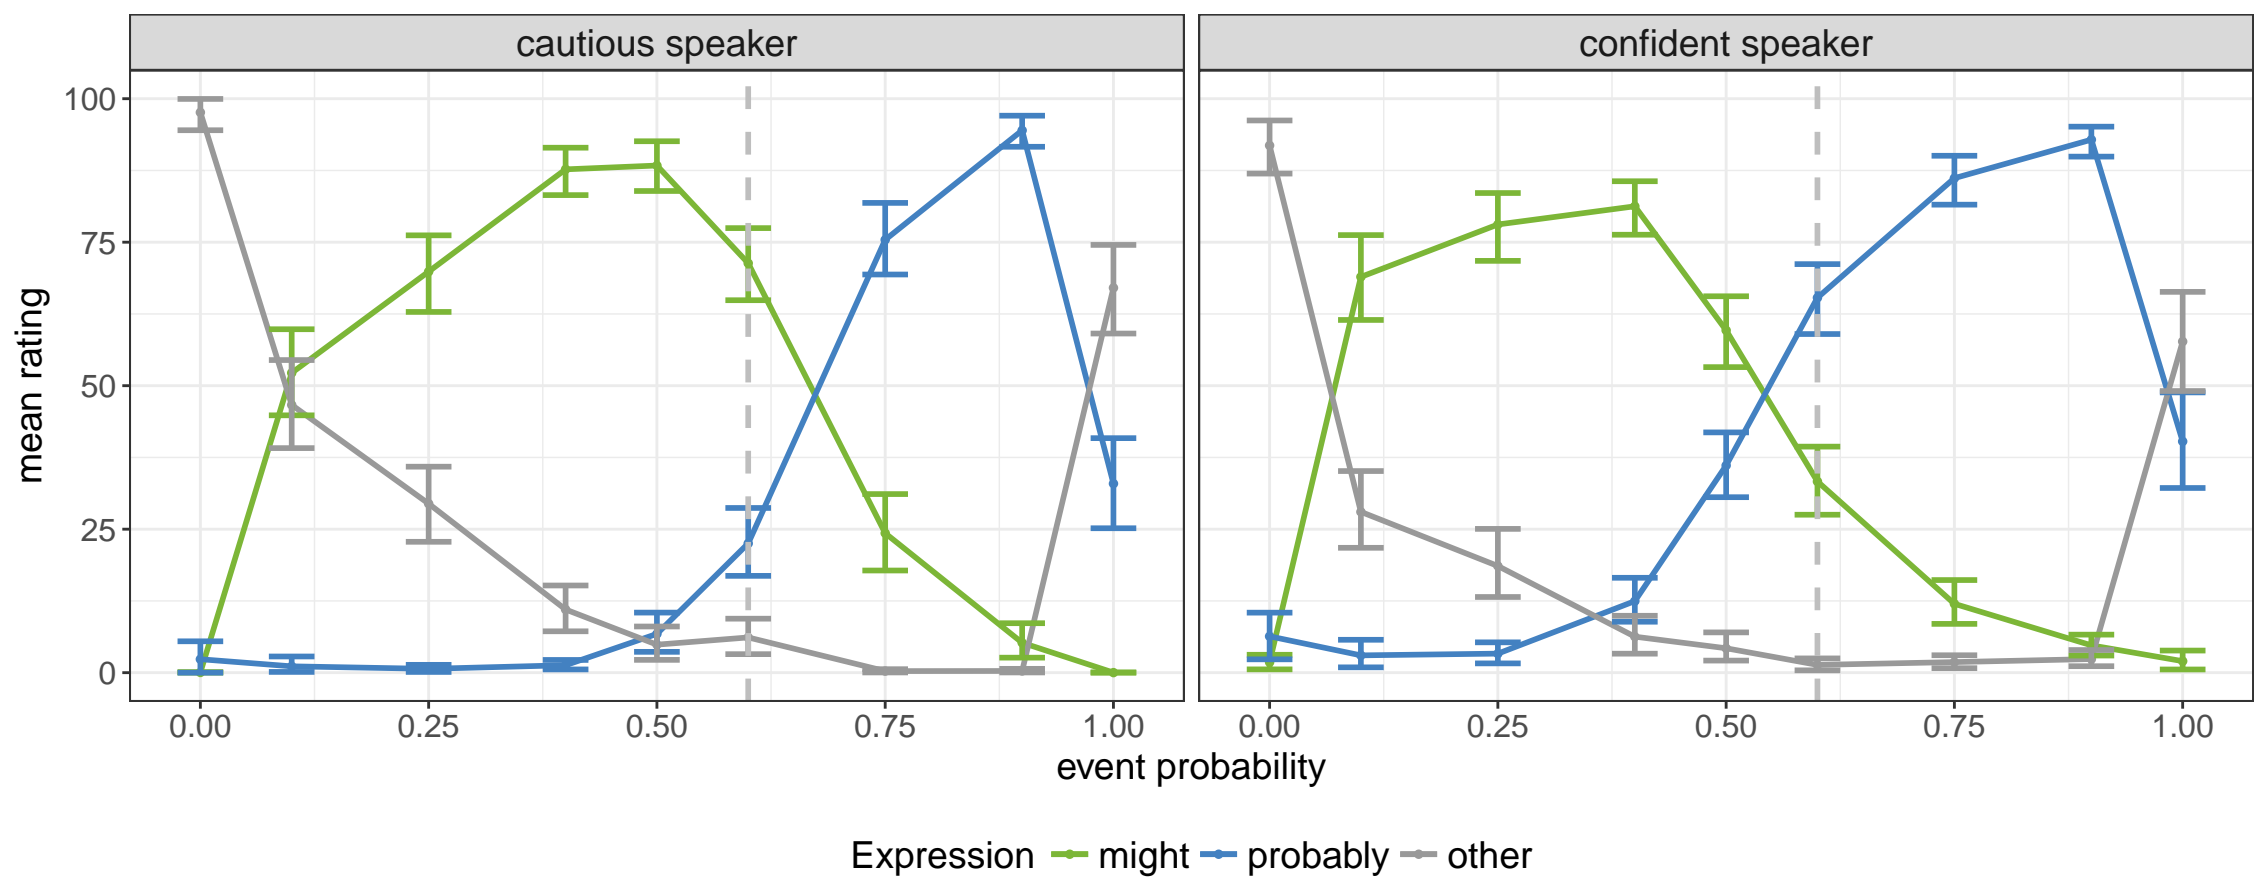 cautious speaker
confident speaker
100
75
50
25
0
mean rating
0.00 0.25 0.50 0.75 1.00
0.00 0.25 0.50 0.75 1.00
event probability
Expression might probably other